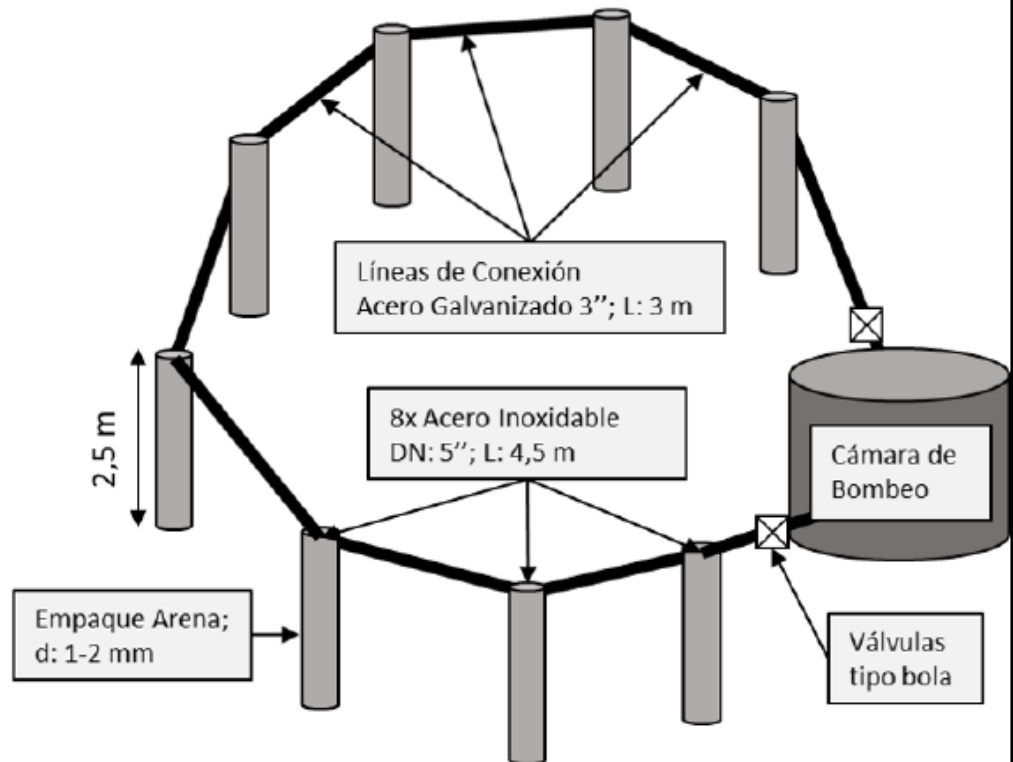 Líneas de Conexión
Acero Galvanizado 3’’; L: 3 m
8x Acero Inoxidable
DN: 5’’; L: 4,5 m
2,5 m
Cámara de
Bombeo
Empaque Arena;
d: 1-2 mm
Válvulas
tipo bola